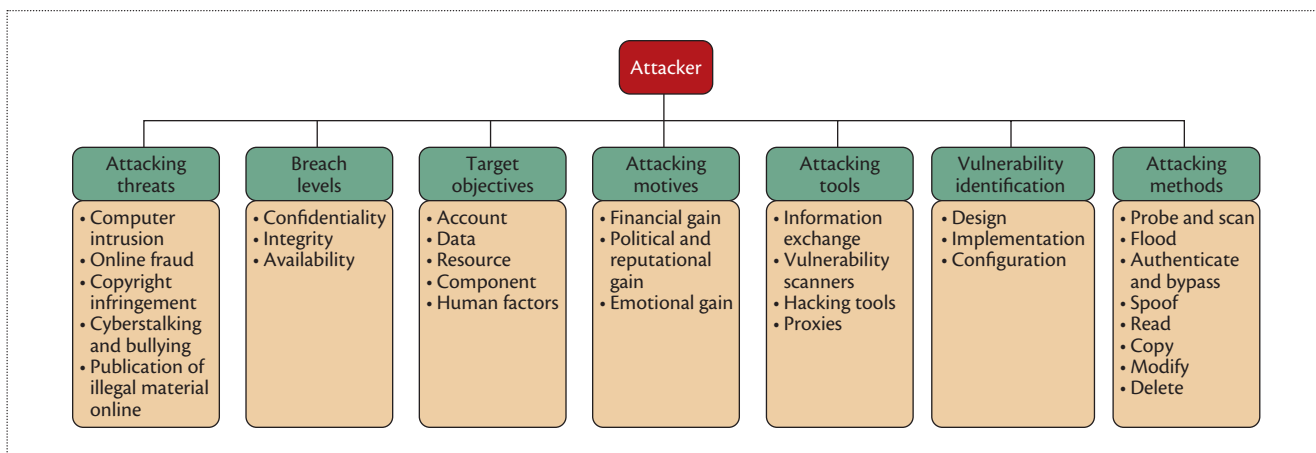 Attacker
Attacking
threats
• Computer
intrusion
• Online fraud
• Copyright
infringement
• Cyberstalking
and bullying
• Publication of
illegal material
online
Breach
levels
• Confidentiality
• Integrity
• Availability
Target
objectives
• Account
• Data
• Resource
• Component
• Human factors
Attacking
motives
• Financial gain
• Political and
reputational
gain
• Emotional gain
Attacking
tools
• Information
exchange
• Vulnerability
scanners
• Hacking tools
• Proxies
Vulnerability
identification
• Design
• Implementation
• Configuration
Attacking
methods
• Probe and scan
• Flood
• Authenticate
and bypass
• Spoof
• Read
• Copy
• Modify
• Delete